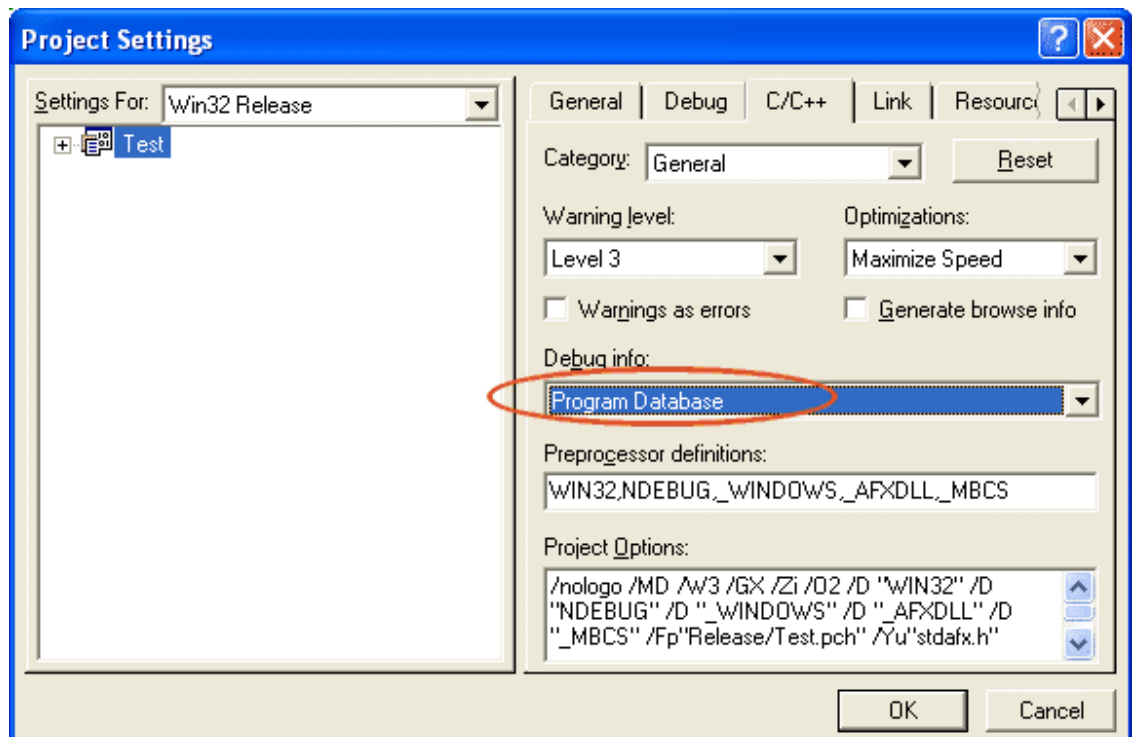 Project Settings
Settings For: Win32 Release
Test
General Debug C/C++ Link
Category: General Reset
Warning level: Optimizations:
Level 3 Maximize Speed
Warnings as errors Generate browse info
Debug info:
Program Database
Preprocessor definitions:
WIN32,NDEBUG,_WINDOWS,_AFXDLL,_MBCS
Project Options:
/nologo /MD /W3 /GX /Zi /O2 /D "WIN32" /D
"NDEBUG" /D "_WINDOWS" /D "_AFXDLL" /D
"_MBCS" /Fp"Release/Test.pch" /Yu"stdafx.h"
OK Cancel